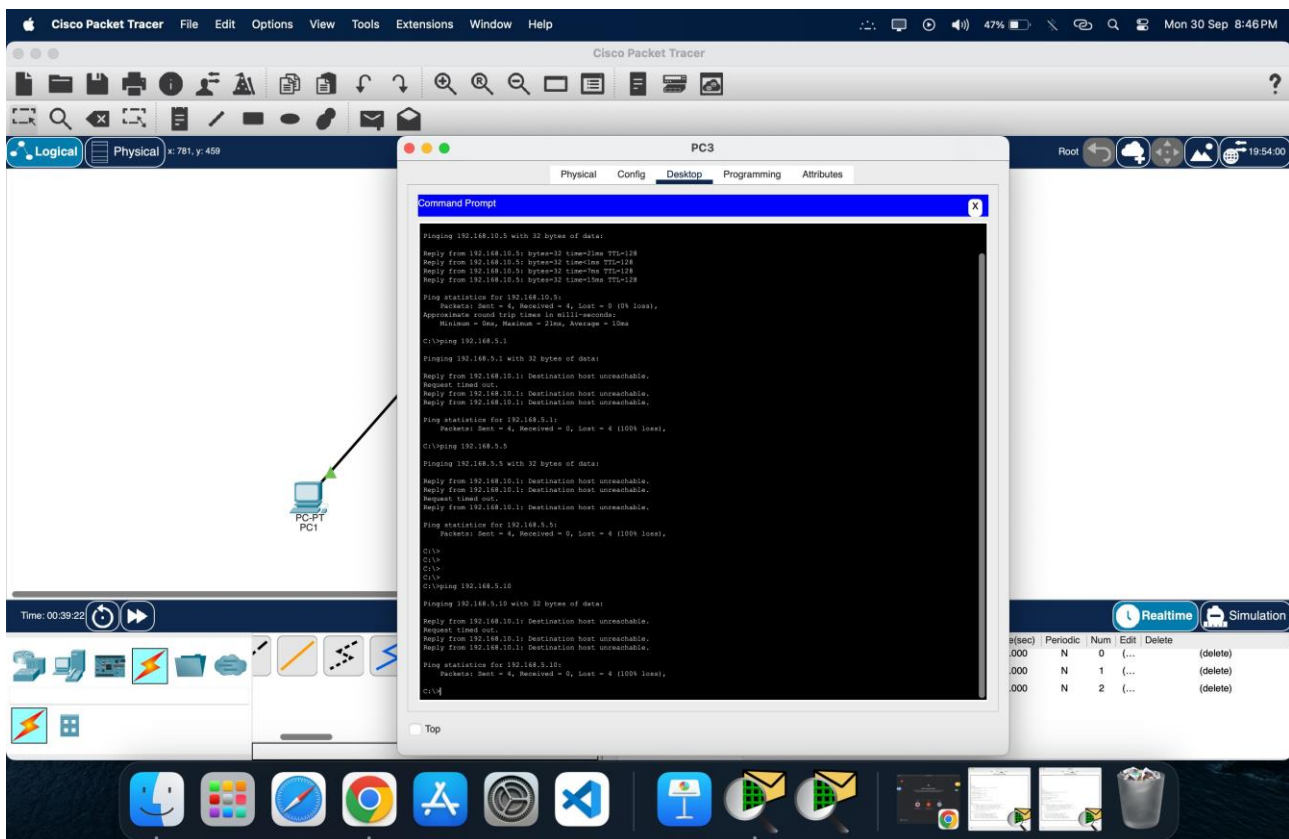 Cisco Packet Tracer File Edit Options View Tools Extensions Window Help 47% Mon 30 Sep 8:46 PM
Cisco Packet Tracer
?
Logical Physical x: 781, y: 459
Root 19:54:00
PC3
Physical Config Desktop Programming Attributes
Command Prompt
X
Pinging 192.168.10.5 with 32 bytes of data:
Reply from 192.168.10.5: bytes=32 time=21ms TTL=128
Reply from 192.168.10.5: bytes=32 time<1ms TTL=128
Reply from 192.168.10.5: bytes=32 time=7ms TTL=128
Reply from 192.168.10.5: bytes=32 time=15ms TTL=128
Ping statistics for 192.168.10.5:
Packets: Sent = 4, Received = 4, Lost = 0 (0% loss),
Approximate round trip times in milli-seconds:
Minimum = 0ms, Maximum = 21ms, Average = 10ms
C:\>ping 192.168.5.1
Pinging 192.168.5.1 with 32 bytes of data:
Reply from 192.168.10.1: Destination host unreachable.
Request timed out.
Reply from 192.168.10.1: Destination host unreachable.
Reply from 192.168.10.1: Destination host unreachable.
Ping statistics for 192.168.5.1:
Packets: Sent = 4, Received = 0, Lost = 4 (100% loss),
C:\>ping 192.168.5.5
Pinging 192.168.5.5 with 32 bytes of data:
Reply from 192.168.10.1: Destination host unreachable.
Reply from 192.168.10.1: Destination host unreachable.
Request timed out.
Reply from 192.168.10.1: Destination host unreachable.
Ping statistics for 192.168.5.5:
Packets: Sent = 4, Received = 0, Lost = 4 (100% loss),
C:\>
C:\>
C:\>
C:\>
C:\>ping 192.168.5.10
Pinging 192.168.5.10 with 32 bytes of data:
Reply from 192.168.10.1: Destination host unreachable.
Request timed out.
Reply from 192.168.10.1: Destination host unreachable.
Reply from 192.168.10.1: Destination host unreachable.
Ping statistics for 192.168.5.10:
Packets: Sent = 4, Received = 0, Lost = 4 (100% loss),
C:\>
Top
PC-PT
PC1
Time: 00:39:22
Realtime Simulation
e(sec) Periodic Num Edit Delete
.000 N 0 (... (delete)
.000 N 1 (... (delete)
.000 N 2 (... (delete)